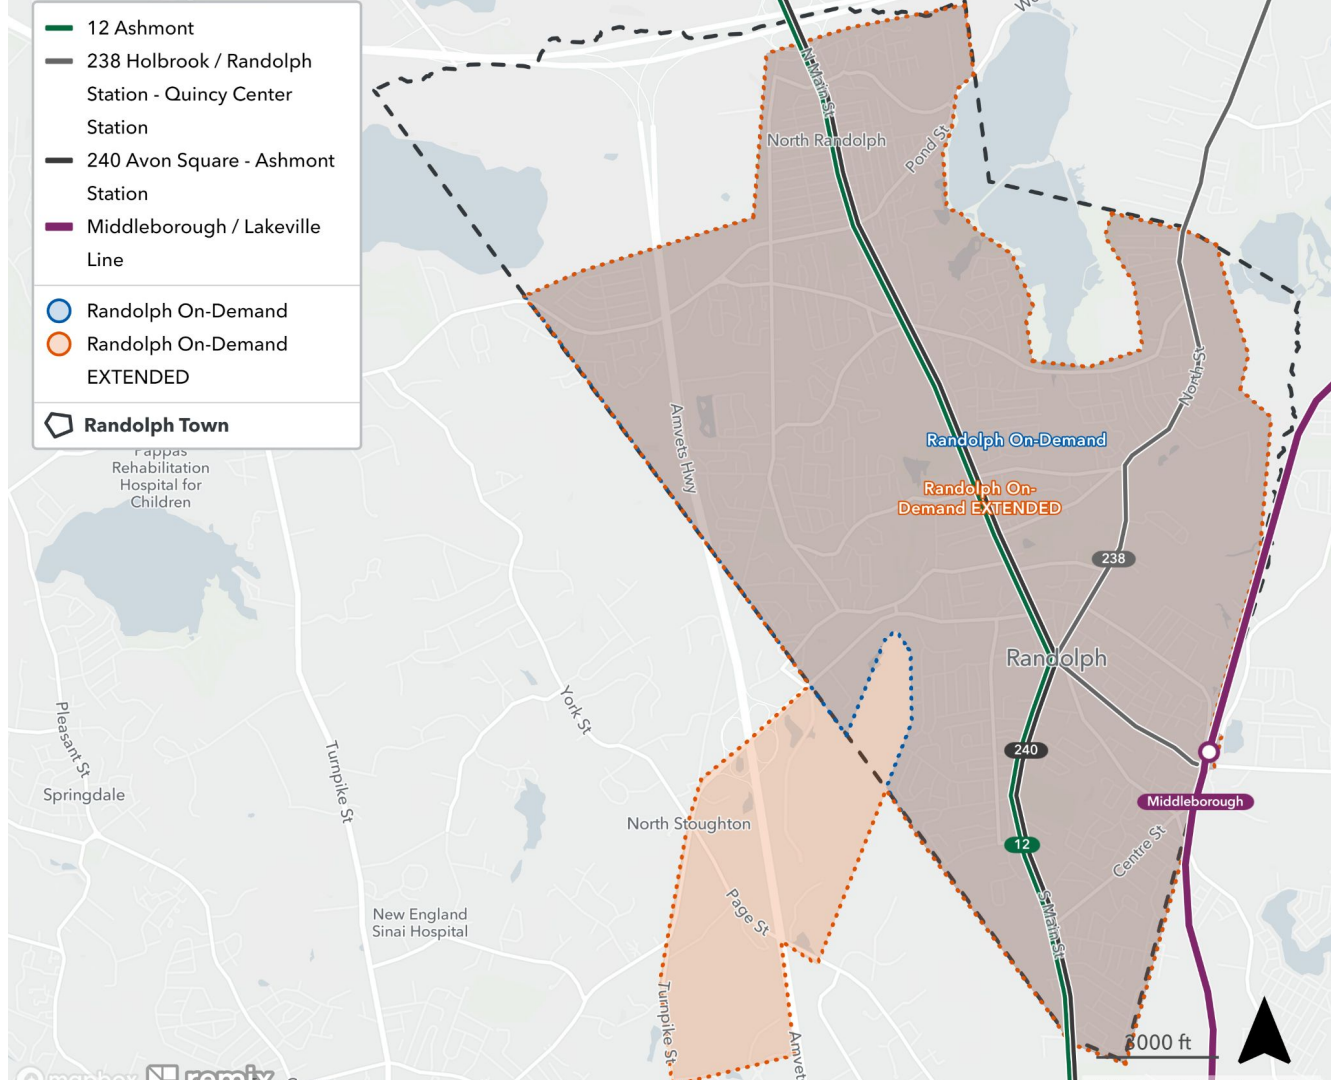 12 Ashmont
238 Holbrook / Randolph
Station - Quincy Center
Station
240 Avon Square - Ashmont
Station
Middleborough / Lakeville
Line
Randolph On-Demand
Randolph On-Demand
EXTENDED
Randolph Town
N Main St
North Randolph
Pond St
North St
Amvets Hwy
Pappas
Rehabilitation
Hospital for
Children
Randolph On-Demand
Randolph On-
Demand EXTENDED
238
Randolph
York St
Pleasant St
Turnpike St
Springdale
240
Middleborough
North Stoughton
12
Centre St
New England
Sinai Hospital
Page St
S Main St
Turnpike St
Amvets
3000 ft
mapbox
remix